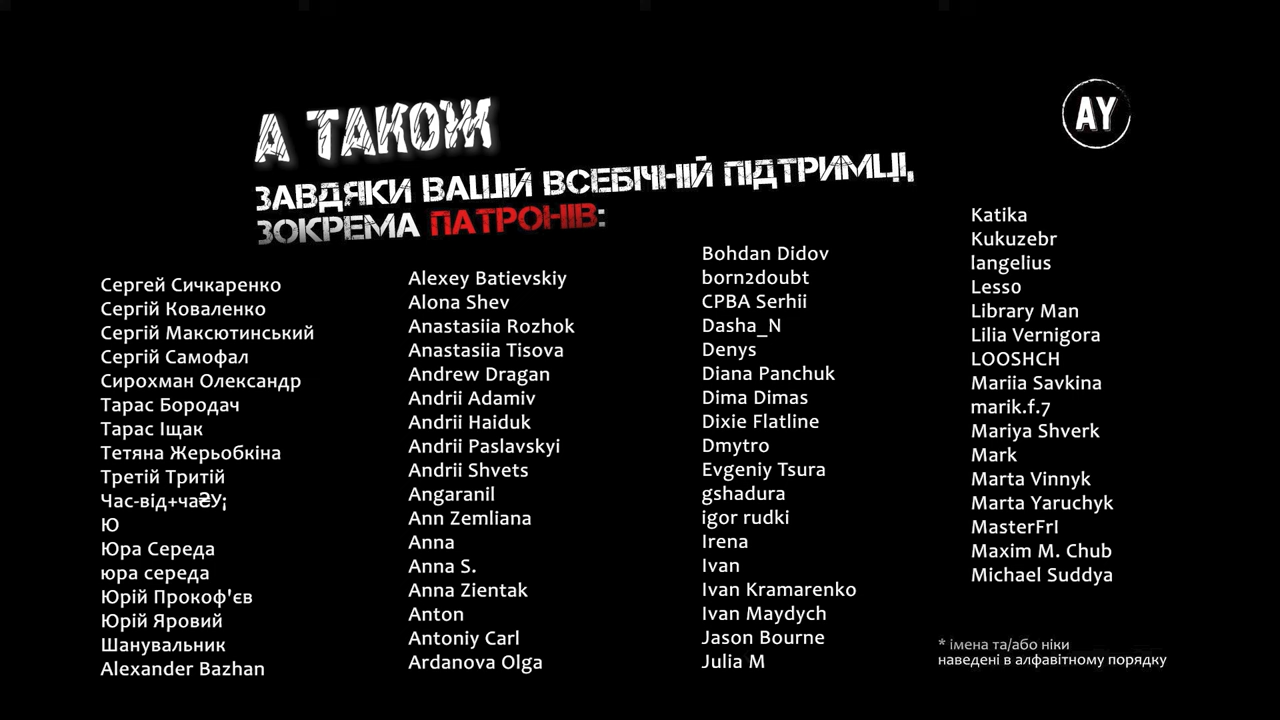 А ТАКОЖ
ЗАВДЯКИ ВАШІЙ ВСЕБІЧНІЙ ПІДТРИМЦІ,
ЗОКРЕМА ПАТРОНІВ:
AY
Сергей Сичкаренко
Сергій Коваленко
Сергій Максютинський
Сергій Самофал
Сирохман Олександр
Тарас Бородач
Тарас Іщак
Тетяна Жерьобкіна
Третій Тритій
Час-від+ча₴У¡
Ю
Юра Середа
юра середа
Юрій Прокоф'єв
Юрій Яровий
Шанувальник
Alexander Bazhan
Alexey Batievskiy
Alona Shev
Anastasiia Rozhok
Anastasiia Tisova
Andrew Dragan
Andrii Adamiv
Andrii Haiduk
Andrii Paslavskyi
Andrii Shvets
Angaranil
Ann Zemliana
Anna
Anna S.
Anna Zientak
Anton
Antoniy Carl
Ardanova Olga
Bohdan Didov
born2doubt
CPBA Serhii
Dasha_N
Denys
Diana Panchuk
Dima Dimas
Dixie Flatline
Dmytro
Evgeniy Tsura
gshadura
igor rudki
Irena
Ivan
Ivan Kramarenko
Ivan Maydych
Jason Bourne
Julia M
Katika
Kukuzebr
langelius
Lesso
Library Man
Lilia Vernigora
LOOSHCH
Mariia Savkina
marik.f.7
Mariya Shverk
Mark
Marta Vinnyk
Marta Yaruchyk
MasterFrI
Maxim M. Chub
Michael Suddya
* імена та/або ніки
наведені в алфавітному порядку